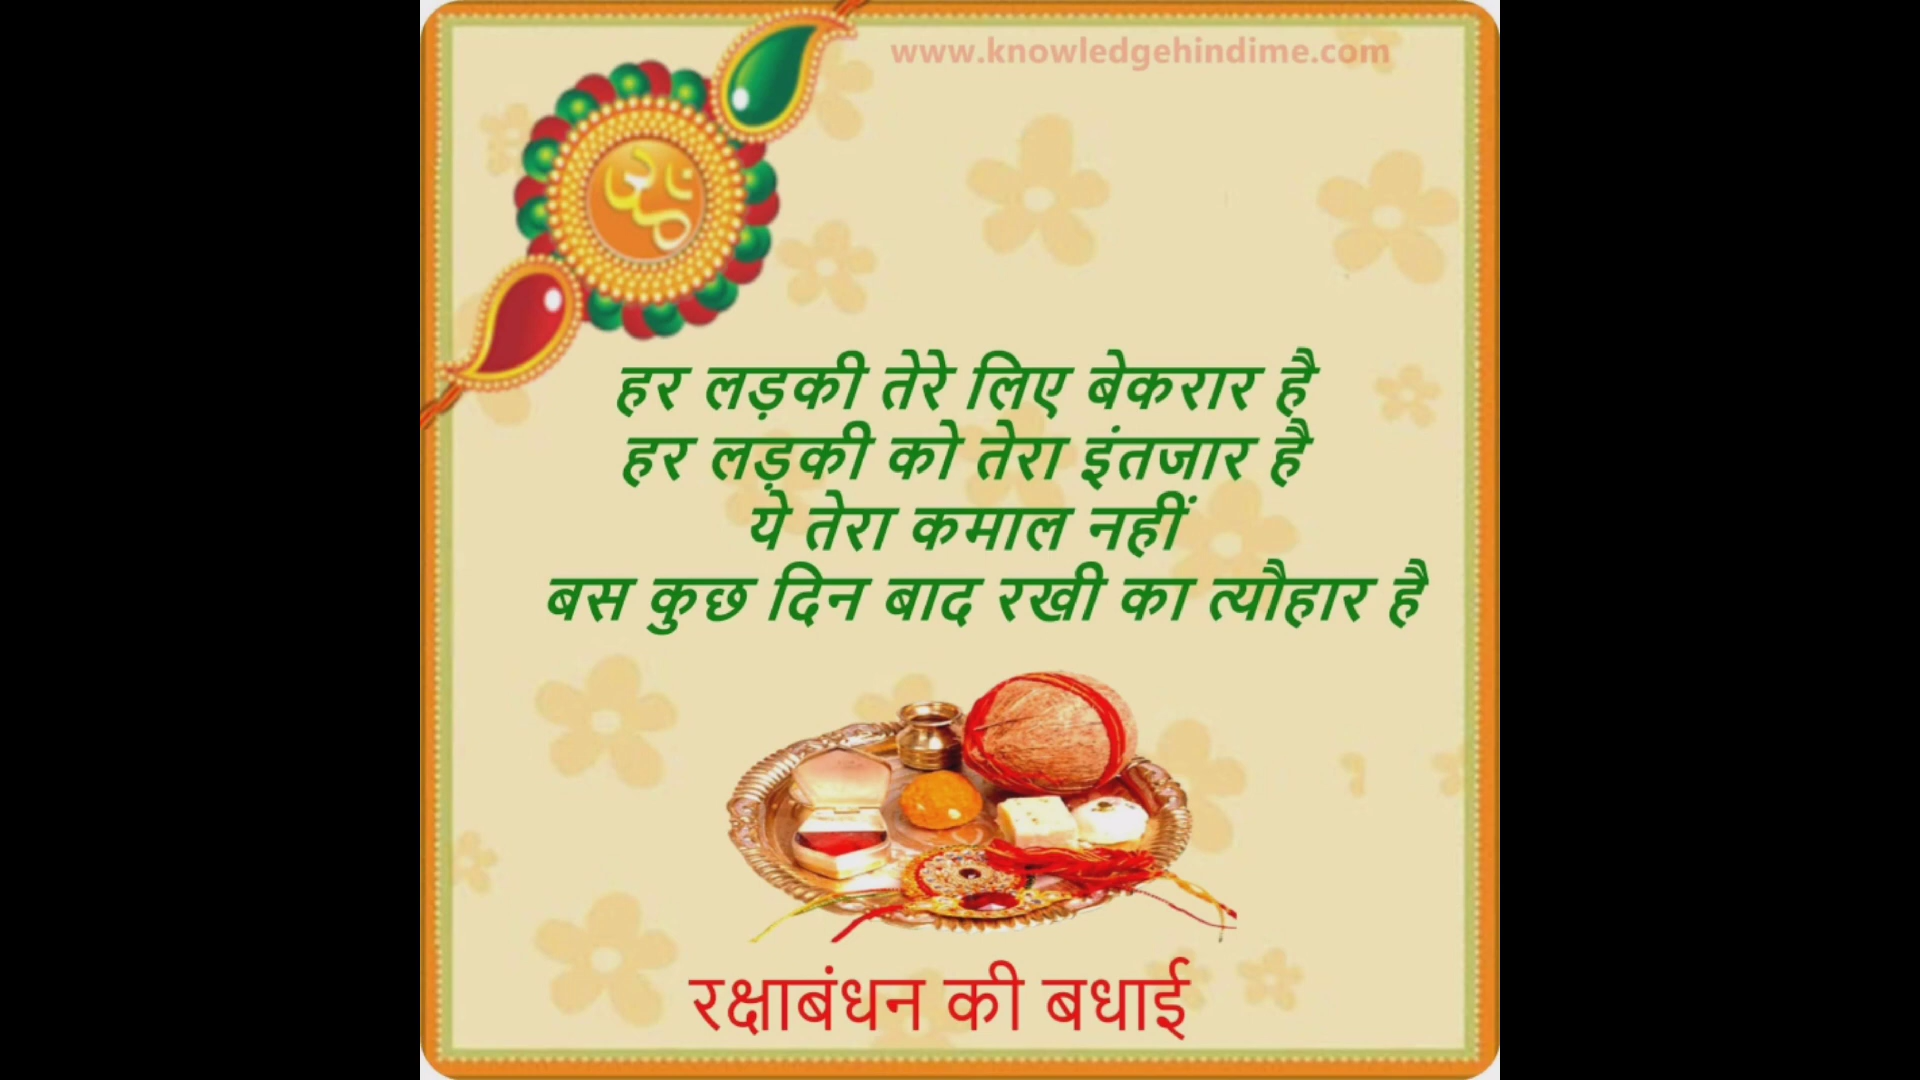 www.knowledgehindime.com
हर लड़की तेरे लिए बेकरार है
हर लड़की को तेरा इंतजार है
ये तेरा कमाल नहीं
बस कुछ दिन बाद रखी का त्यौहार है
रक्षाबंधन की बधाई